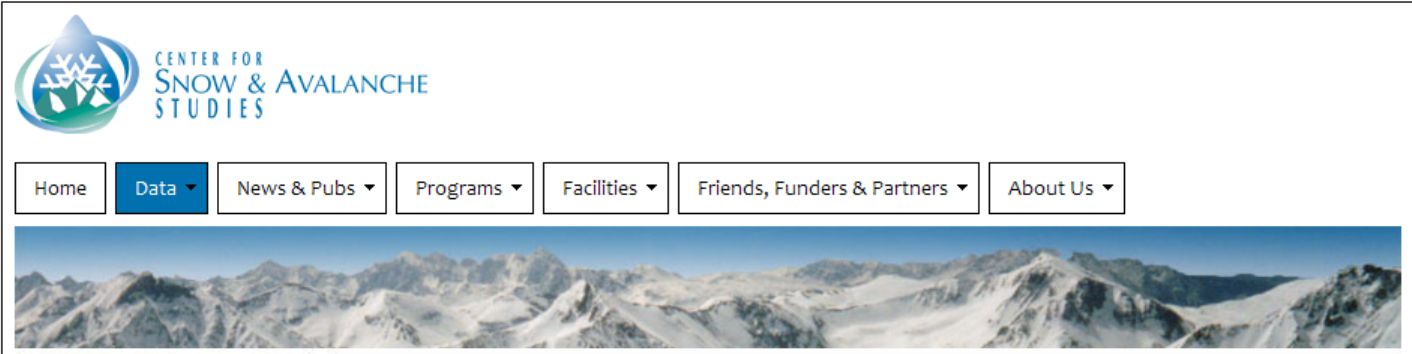 CENTER FOR
SNOW & AVALANCHE
STUDIES
Home Data News & Pubs Programs Facilities Friends, Funders & Partners About Us